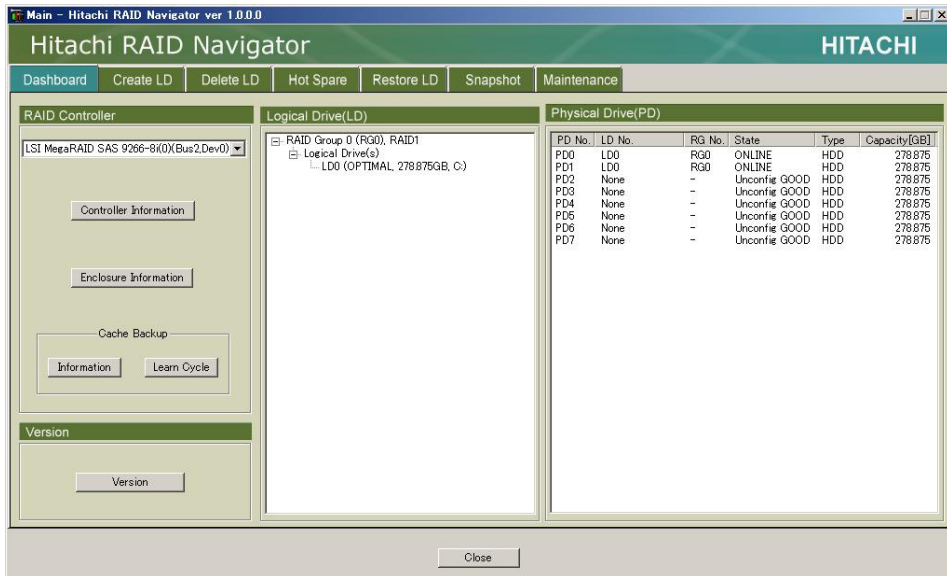 Main - Hitachi RAID Navigator ver 1.0.0.0
Hitachi RAID Navigator
HITACHI
Dashboard Create LD Delete LD Hot Spare Restore LD Snapshot Maintenance
RAID Controller
LSI MegaRAID SAS 9266-8i(0)(Bus2,Dev0)
Controller Information
Enclosure Information
Cache Backup
Information Learn Cycle
Version
Version
Logical Drive(LD)
RAID Group 0 (RG0), RAID1
Logical Drive(s)
LD0 (OPTIMAL, 278.875GB, C:)
Physical Drive(PD)
PD No. LD No. RG No. State Type Capacity[GB]
PD0 LD0 RG0 ONLINE HDD 278.875
PD1 LD0 RG0 ONLINE HDD 278.875
PD2 None - Unconfig GOOD HDD 278.875
PD3 None - Unconfig GOOD HDD 278.875
PD4 None - Unconfig GOOD HDD 278.875
PD5 None - Unconfig GOOD HDD 278.875
PD6 None - Unconfig GOOD HDD 278.875
PD7 None - Unconfig GOOD HDD 278.875
Close